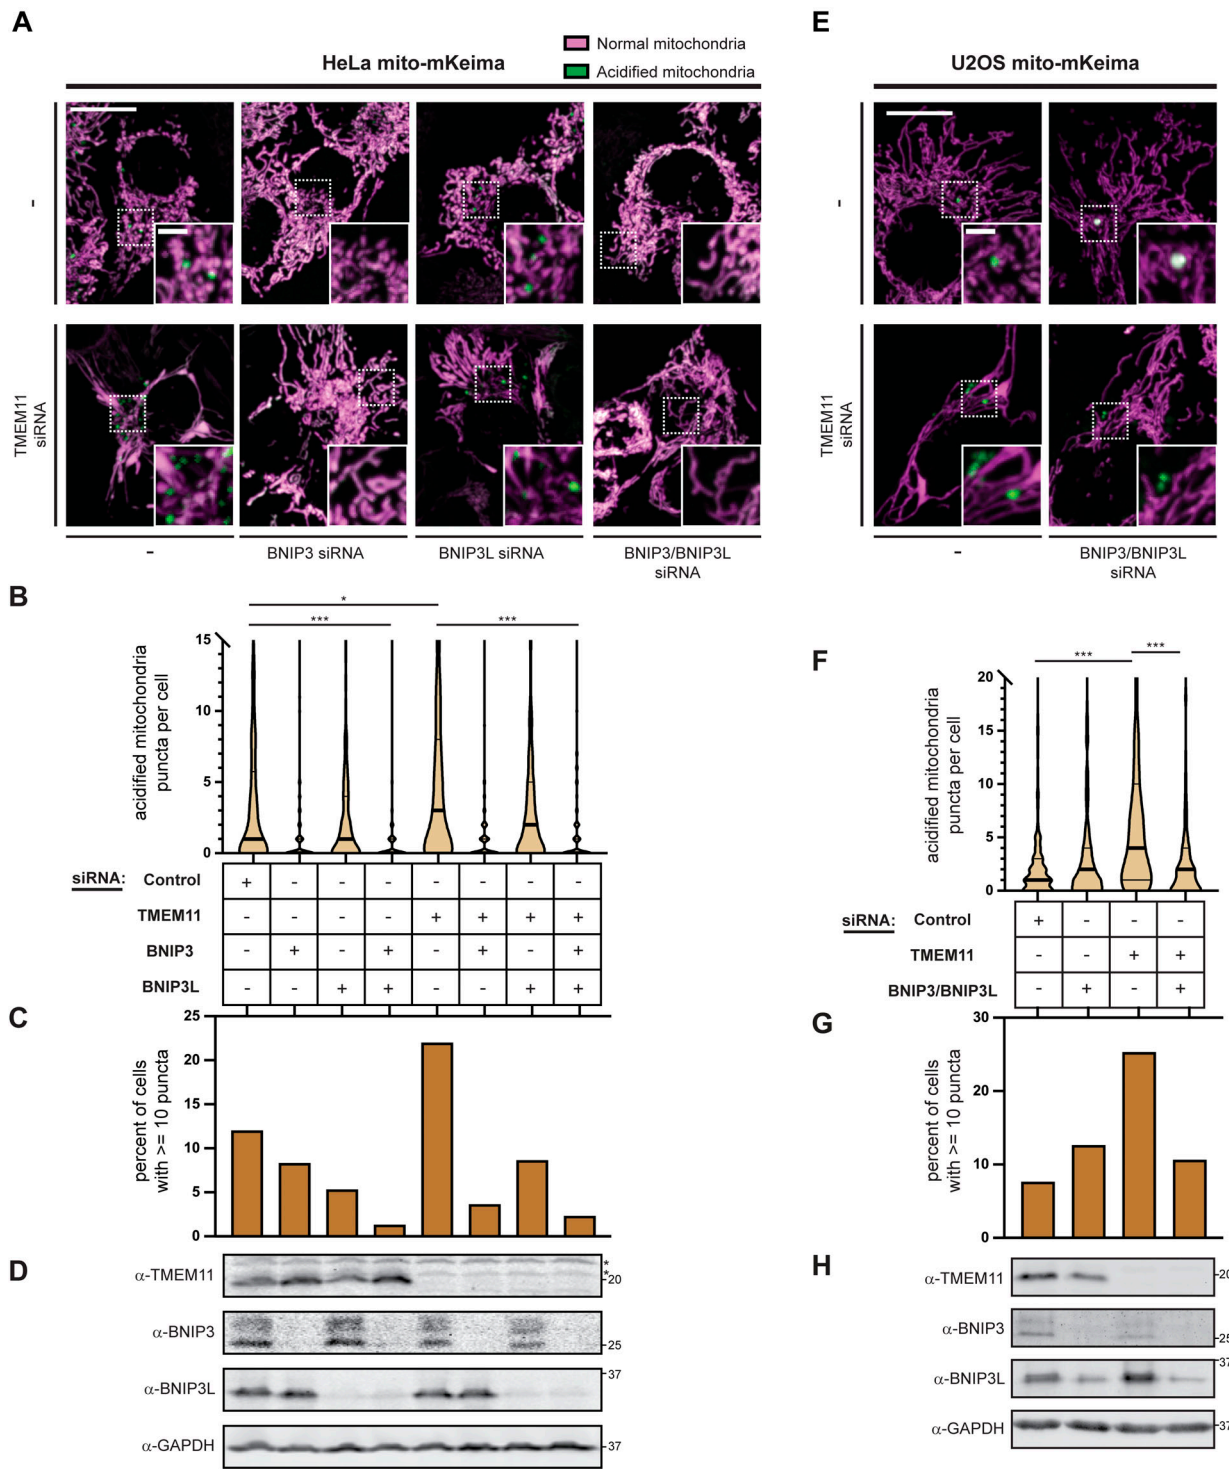 A
E
Normal mitochondria
Acidified mitochondria
HeLa mito-mKeima
U2OS mito-mKeima
-
-
TMEM11
siRNA
TMEM11
siRNA
-
BNIP3 siRNA
BNIP3L siRNA
BNIP3/BNIP3L
siRNA
-
BNIP3/BNIP3L
siRNA
B
*
***
***
acidified mitochondria
puncta per cell
15
10
5
0
siRNA: Control + - - - - - - -
TMEM11 - - - - + + + +
BNIP3 - + - + - + - +
BNIP3L - - + + - - + +
F
***
***
acidified mitochondria
puncta per cell
20
15
10
5
0
siRNA: Control + - - -
TMEM11 - - + +
BNIP3/BNIP3L - + - +
C
percent of cells
with >= 10 puncta
25
20
15
10
5
0
G
percent of cells
with >= 10 puncta
30
20
10
0
D
α-TMEM11
*
*
20
α-BNIP3
25
α-BNIP3L
37
α-GAPDH
37
H
α-TMEM11
20
α-BNIP3
25
α-BNIP3L
37
α-GAPDH
37